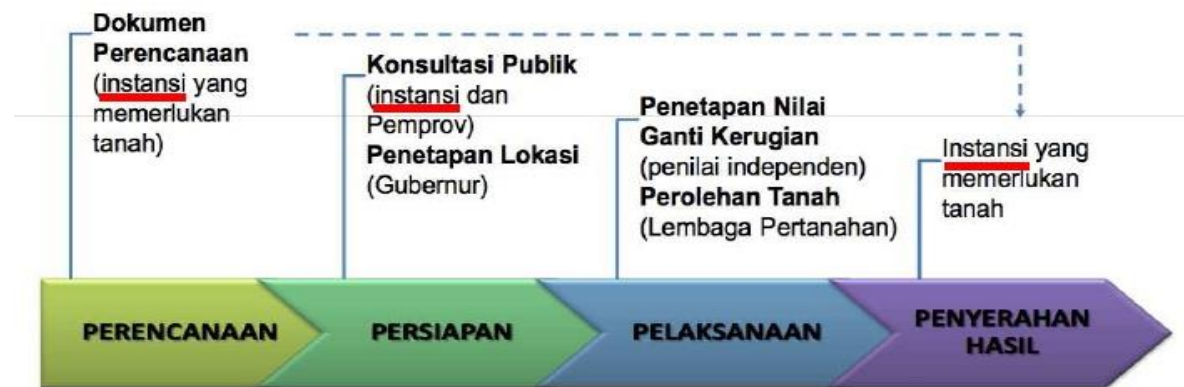 Dokumen
Perencanaan
(instansi yang
memerlukan
tanah)
Konsultasi Publik
(instansi dan
Pemprov)
Penetapan Lokasi
(Gubernur)
Penetapan Nilai
Ganti Kerugian
(penilai independen)
Perolehan Tanah
(Lembaga Pertanahan)
Instansi yang
memerlukan
tanah
PERENCANAAN
PERSIAPAN
PELAKSANAAN
PENYERAHAN
HASIL